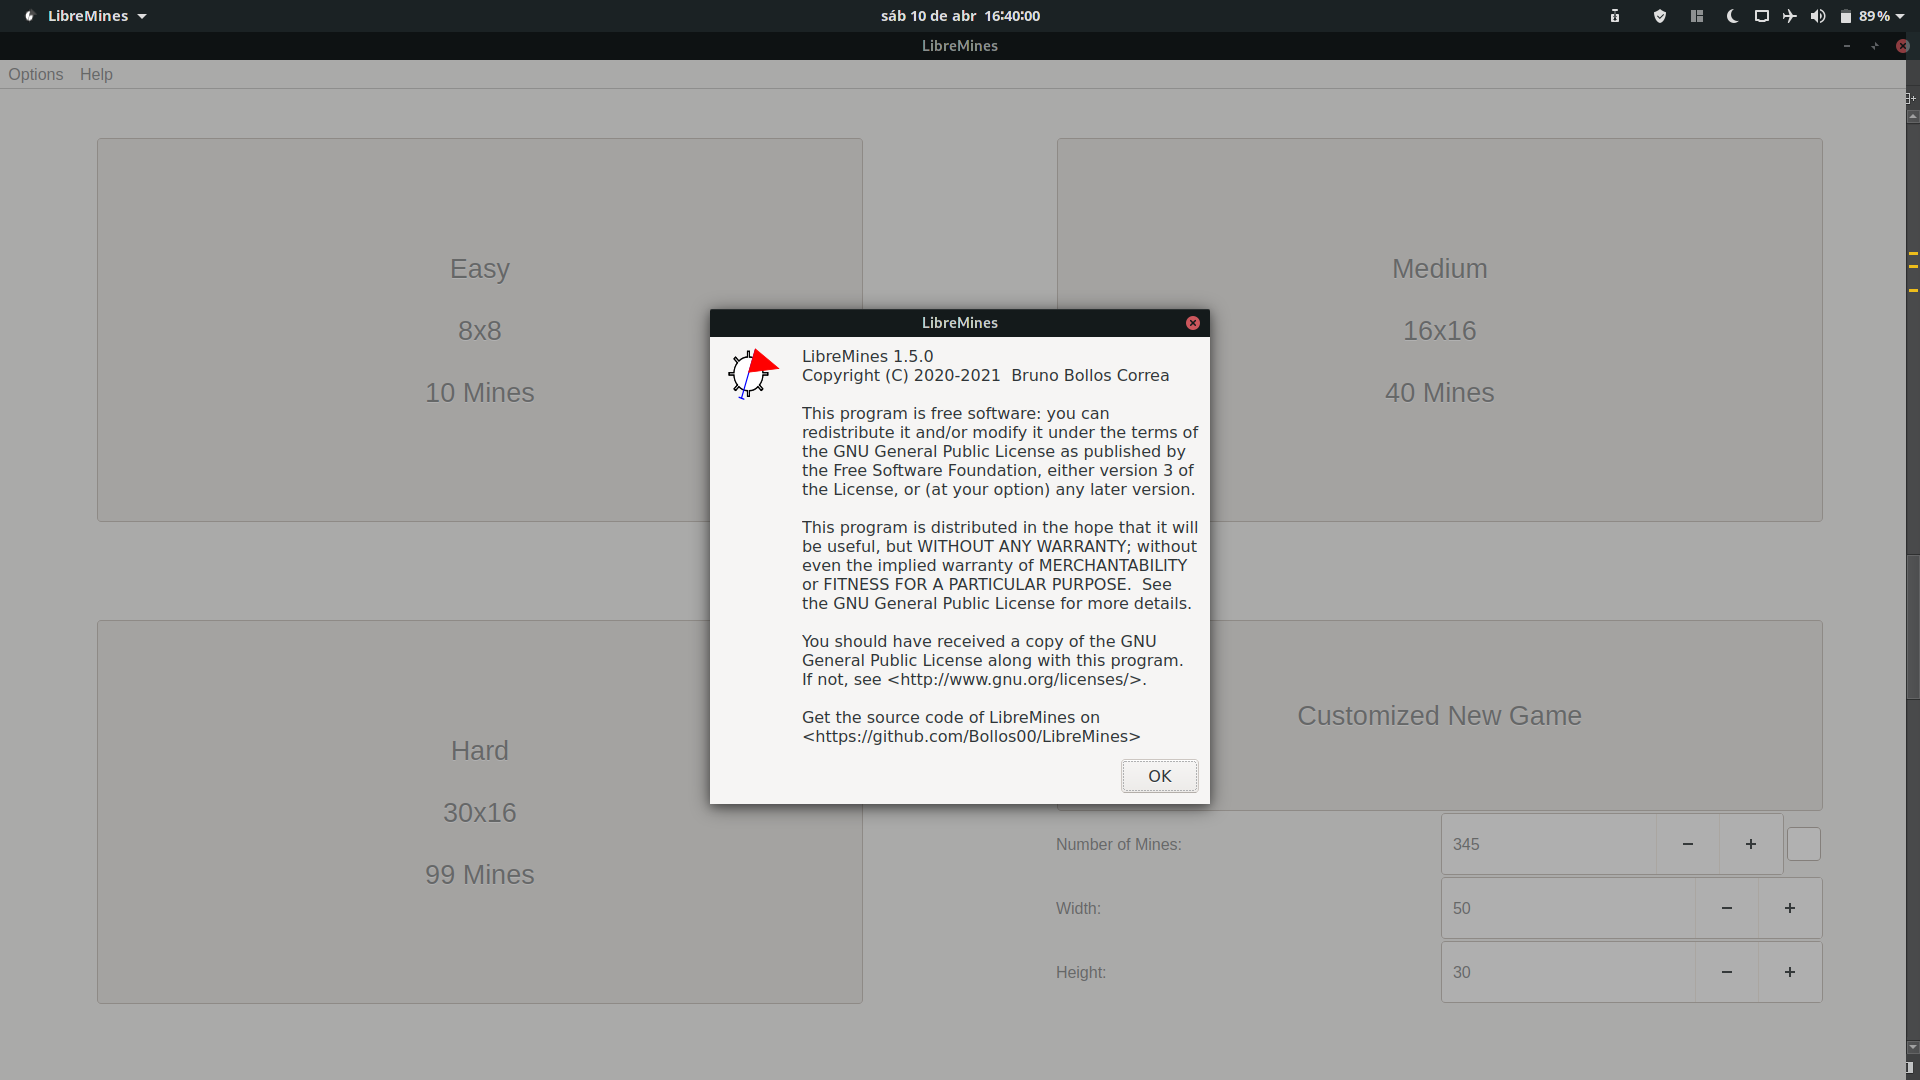 LibreMines
sáb 10 de abr 16:40:00
89%
LibreMines
Options Help
Easy
8x8
10 Mines
Medium
16x16
40 Mines
LibreMines
LibreMines 1.5.0
Copyright (C) 2020-2021  Bruno Bollos Correa
This program is free software: you can
redistribute it and/or modify it under the terms of
the GNU General Public License as published by
the Free Software Foundation, either version 3 of
the License, or (at your option) any later version.
This program is distributed in the hope that it will
be useful, but WITHOUT ANY WARRANTY; without
even the implied warranty of MERCHANTABILITY
or FITNESS FOR A PARTICULAR PURPOSE.  See
the GNU General Public License for more details.
You should have received a copy of the GNU
General Public License along with this program.
If not, see <http://www.gnu.org/licenses/>.
Get the source code of LibreMines on
<https://github.com/Bollos00/LibreMines>
OK
Hard
30x16
99 Mines
Customized New Game
Number of Mines: 345 − +
Width: 50 − +
Height: 30 − +